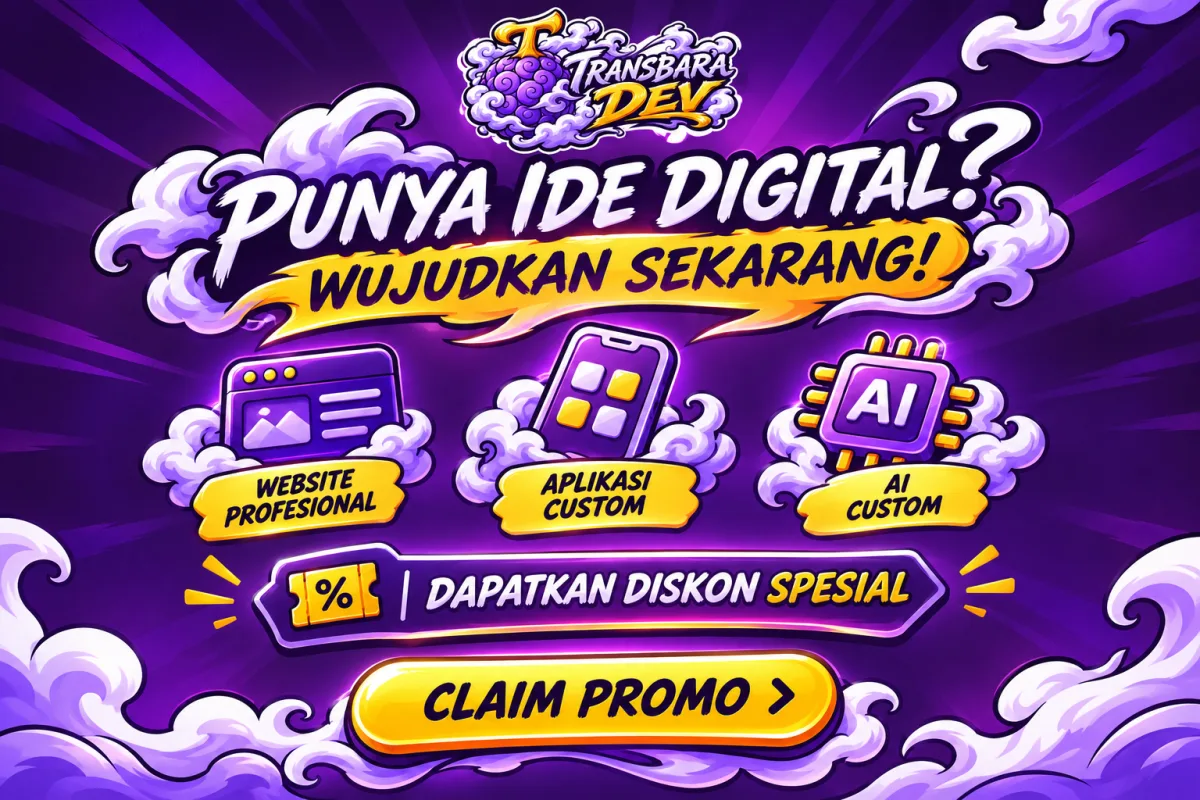 T
TRANSBARA
DEV
PUNYA IDE DIGITAL?
WUJUDKAN SEKARANG!
WEBSITE
PROFESIONAL
APLIKASI
CUSTOM
AI
AI
CUSTOM
% | DAPATKAN DISKON SPESIAL
CLAIM PROMO >